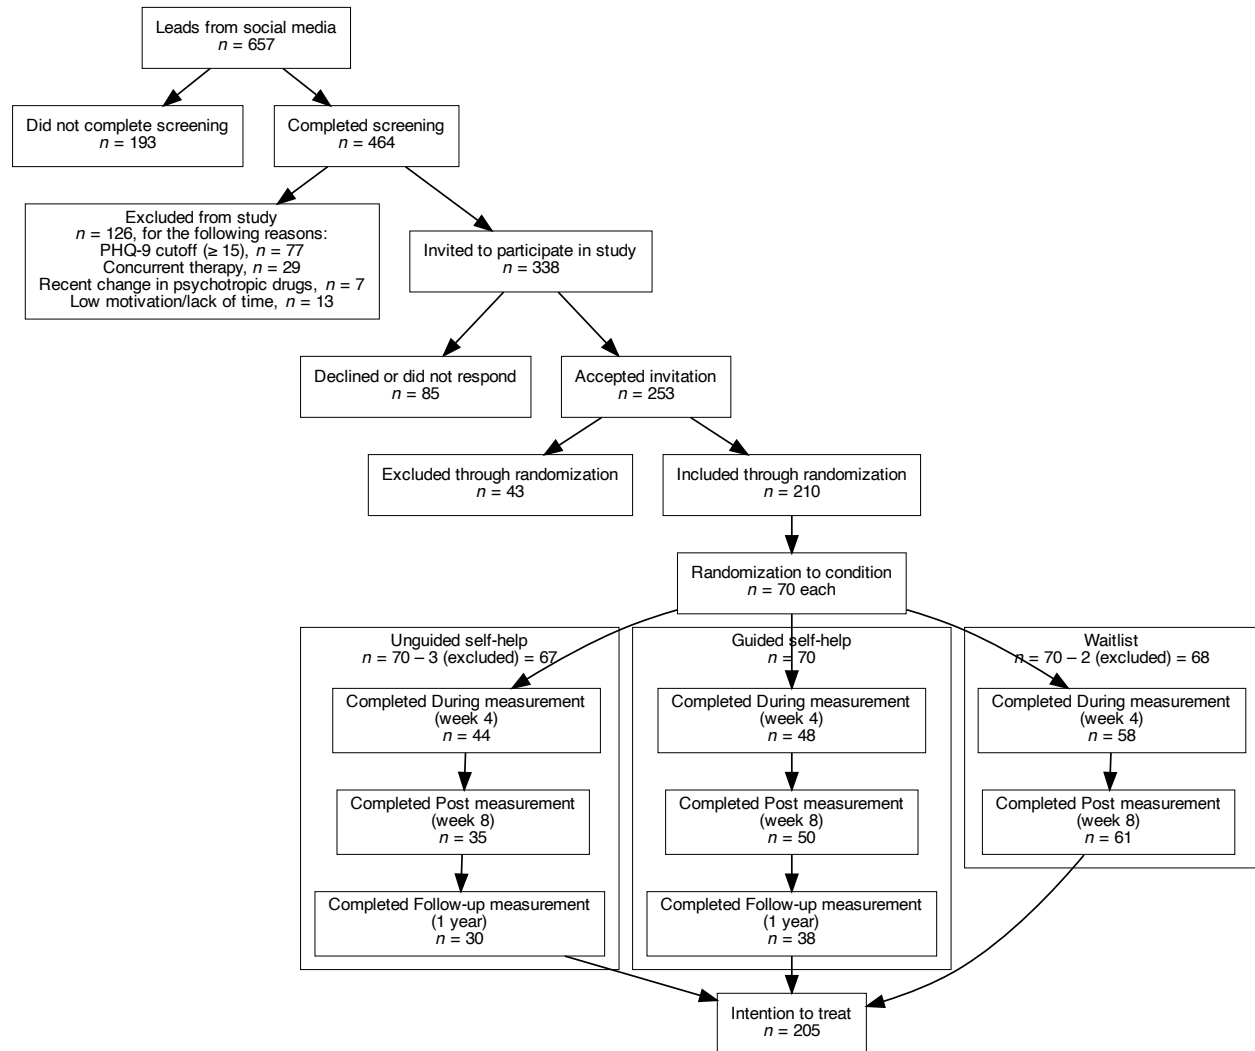 Leads from social media
n = 657
Did not complete screening
n = 193
Completed screening
n = 464
Excluded from study
n = 126, for the following reasons:
PHQ-9 cutoff (≥ 15), n = 77
Concurrent therapy, n = 29
Recent change in psychotropic drugs, n = 7
Low motivation/lack of time, n = 13
Invited to participate in study
n = 338
Declined or did not respond
n = 85
Accepted invitation
n = 253
Excluded through randomization
n = 43
Included through randomization
n = 210
Randomization to condition
n = 70 each
Unguided self-help
n = 70 – 3 (excluded) = 67
Completed During measurement
(week 4)
n = 44
Completed Post measurement
(week 8)
n = 35
Completed Follow-up measurement
(1 year)
n = 30
Guided self-help
n = 70
Completed During measurement
(week 4)
n = 48
Completed Post measurement
(week 8)
n = 50
Completed Follow-up measurement
(1 year)
n = 38
Waitlist
n = 70 – 2 (excluded) = 68
Completed During measurement
(week 4)
n = 58
Completed Post measurement
(week 8)
n = 61
Intention to treat
n = 205